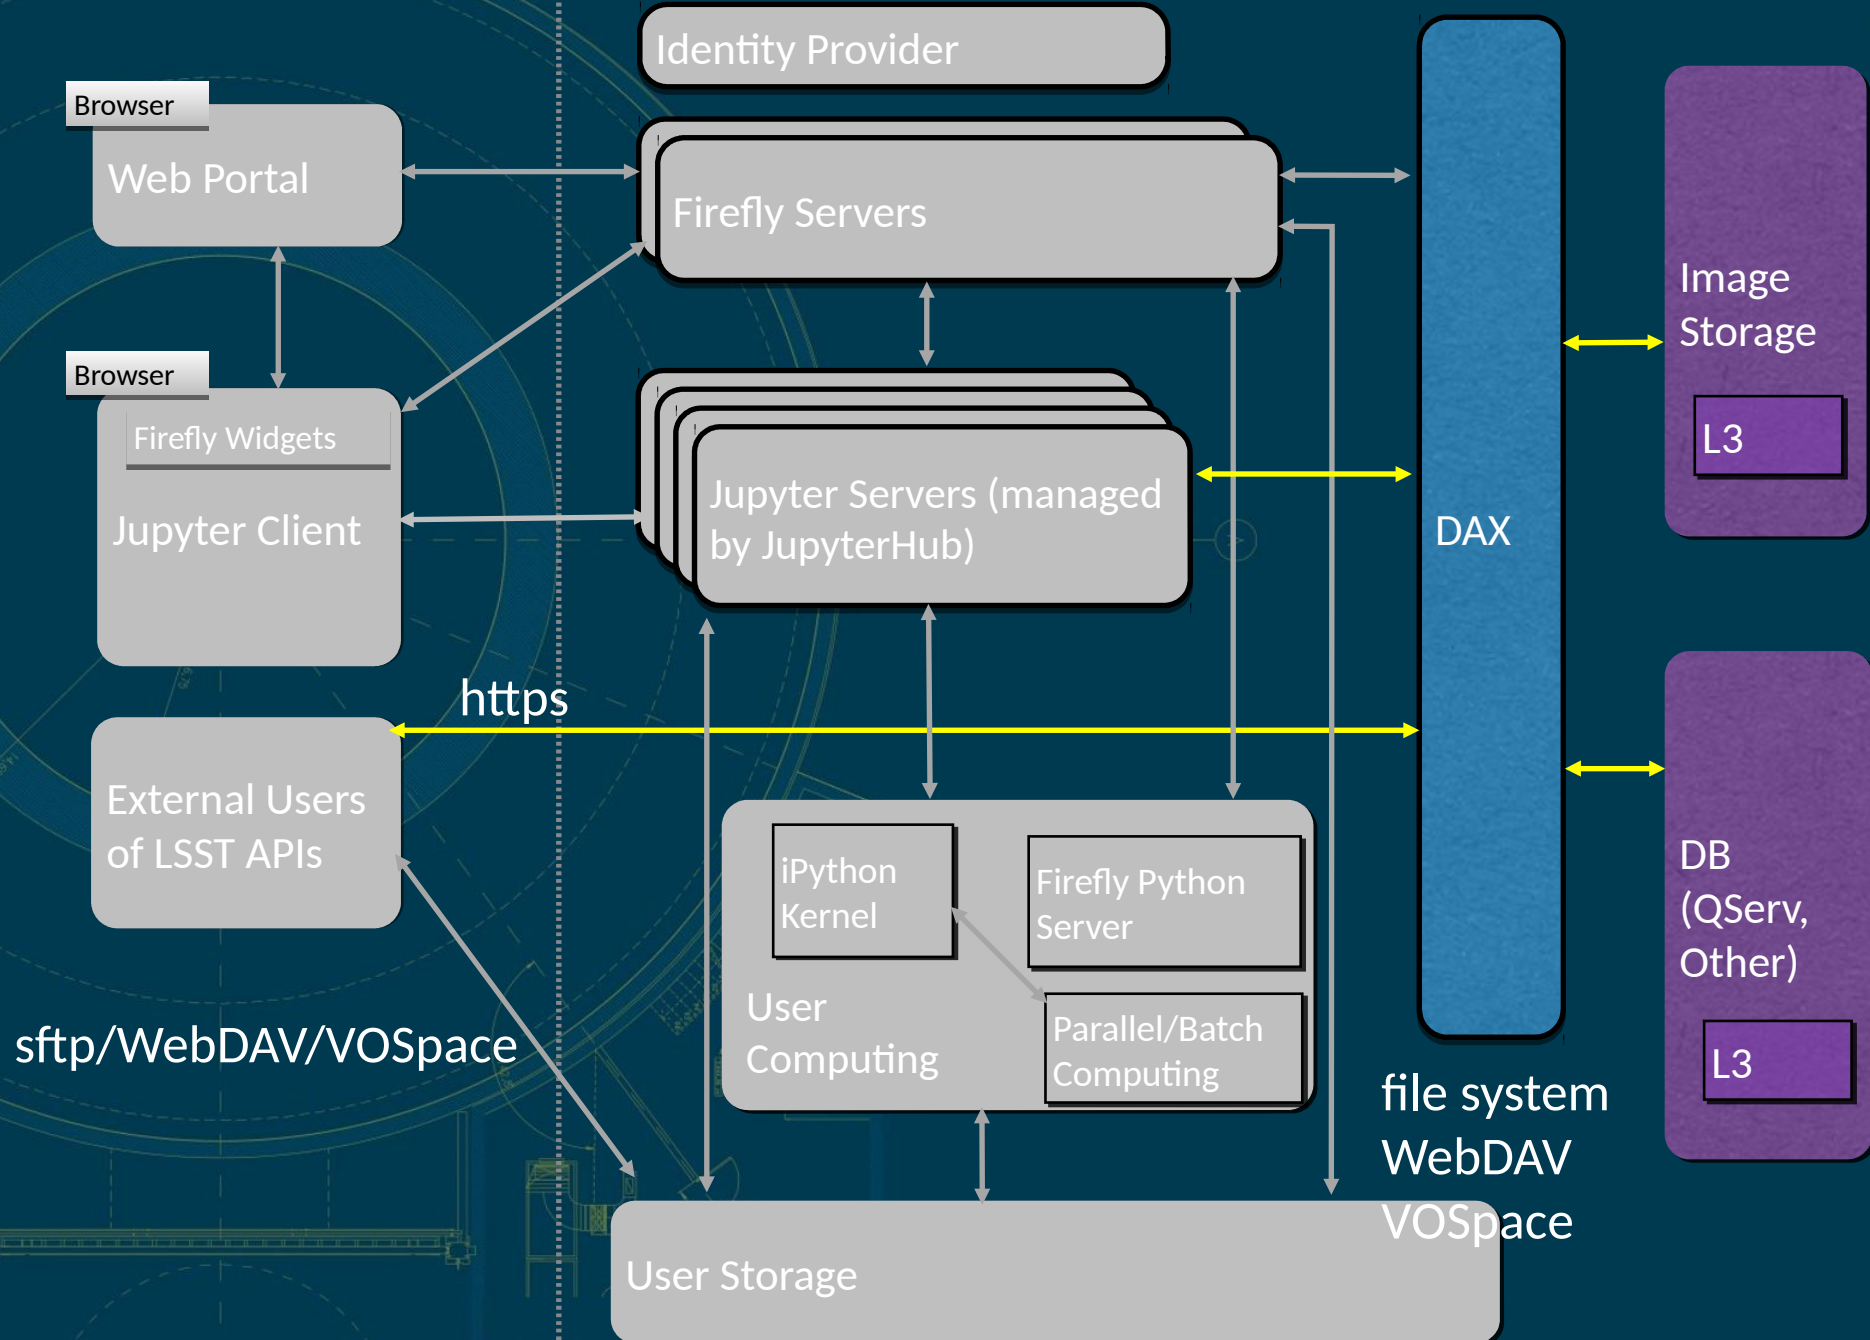 Identity Provider
Browser
Web Portal
Firefly Servers
Image
Storage
L3
Browser
Firefly Widgets
Jupyter Client
Jupyter Servers (managed
by JupyterHub)
DAX
https
External Users
of LSST APIs
iPython
Kernel
Firefly Python
Server
User
Computing
Parallel/Batch
Computing
DB
(QServ,
Other)
L3
sftp/WebDAV/VOSpace
file system
WebDAV
VOSpace
User Storage